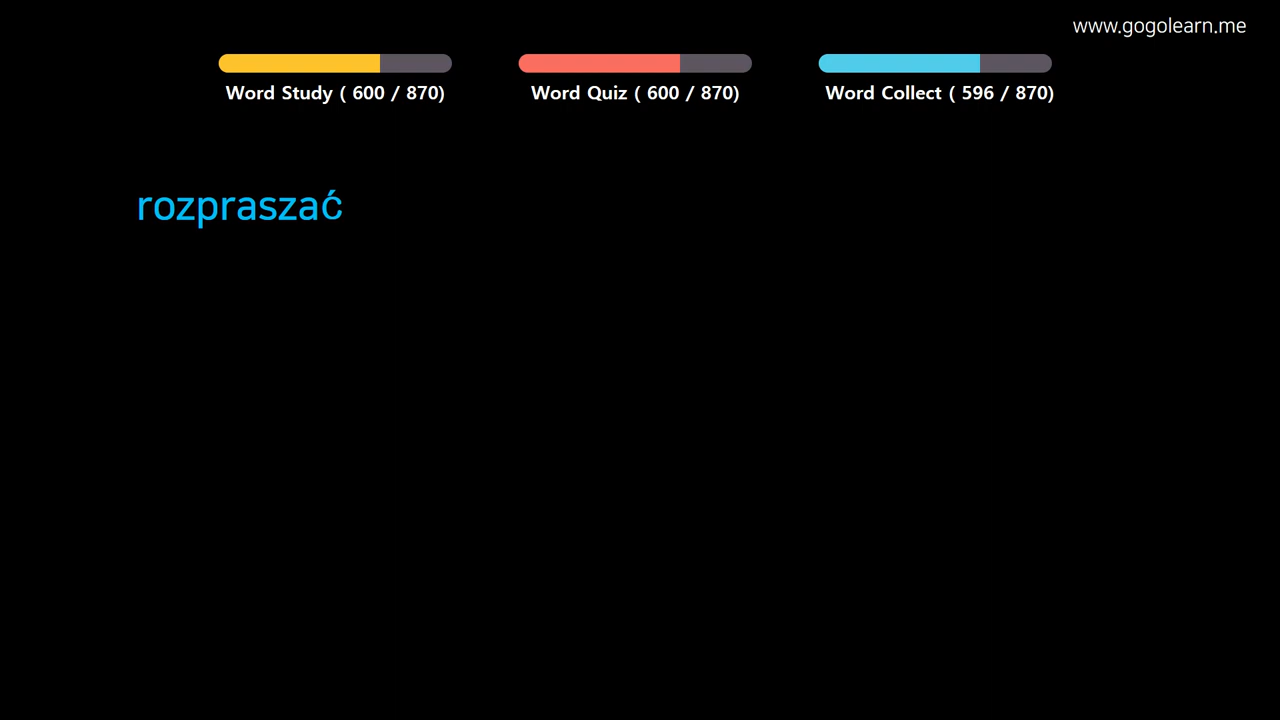 www.gogolearn.me
Word Study ( 600 / 870)
Word Quiz ( 600 / 870)
Word Collect ( 596 / 870)
rozpraszać